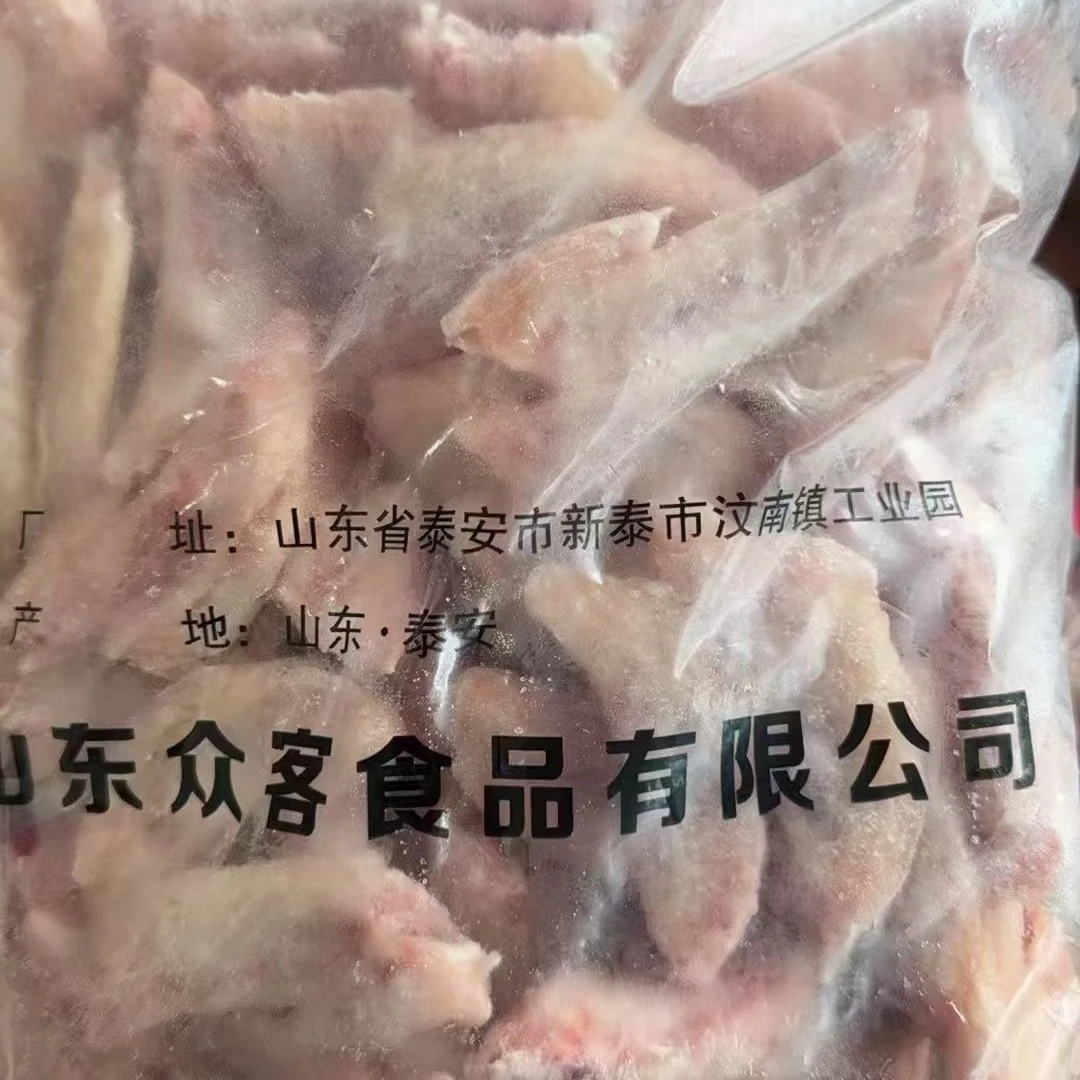 厂 址：山东省泰安市新泰市汶南镇工业园
产 地：山东·泰安
山东众客食品有限公司